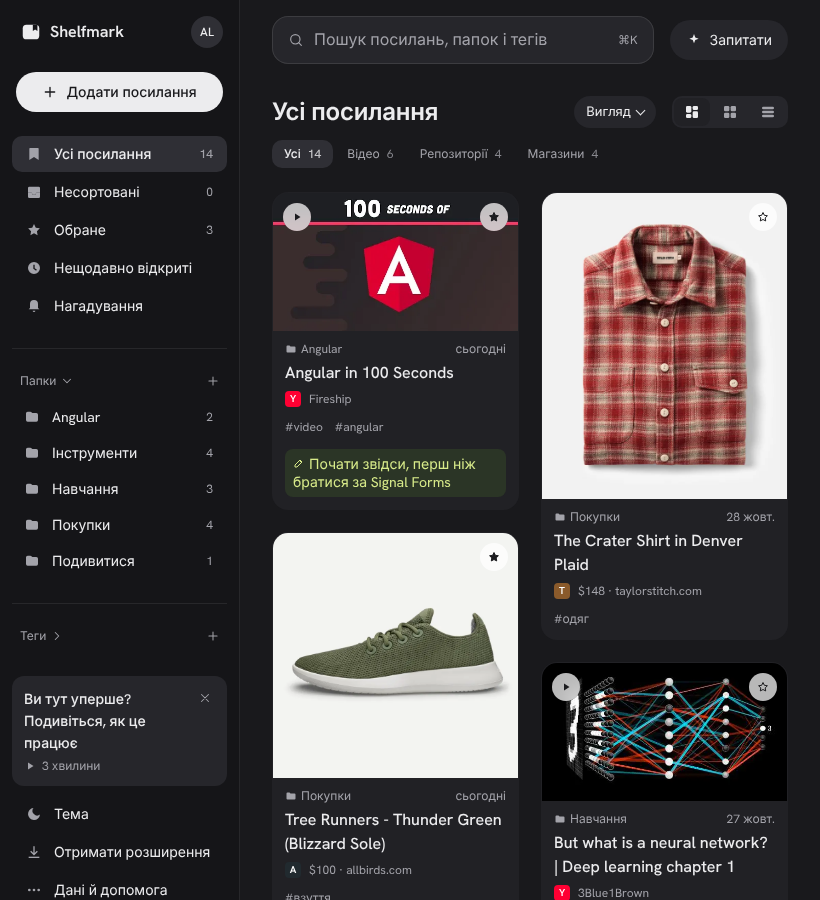 Shelfmark
AL
Додати посилання
Усі посилання 14
Несортовані 0
Обране 3
Нещодавно відкриті
Нагадування
Папки
Angular 2
Інструменти 4
Навчання 3
Покупки 4
Подивитися 1
Теги
Ви тут уперше?
Подивіться, як це
працює
3 хвилини
Тема
Отримати розширення
Дані й допомога
Пошук посилань, папок і тегів ⌘K
Запитати
Усі посилання
Вигляд
Усі 14 Відео 6 Репозиторії 4 Магазини 4
100 SECONDS OF
A
Angular сьогодні
Angular in 100 Seconds
Y Fireship
#video #angular
Почати звідси, перш ніж
братися за Signal Forms
Покупки сьогодні
Tree Runners - Thunder Green
(Blizzard Sole)
A $100 · allbirds.com
#взуття
Покупки 28 жовт.
The Crater Shirt in Denver
Plaid
T $148 · taylorstitch.com
#одяг
3
Навчання 27 жовт.
But what is a neural network?
| Deep learning chapter 1
Y 3Blue1Brown